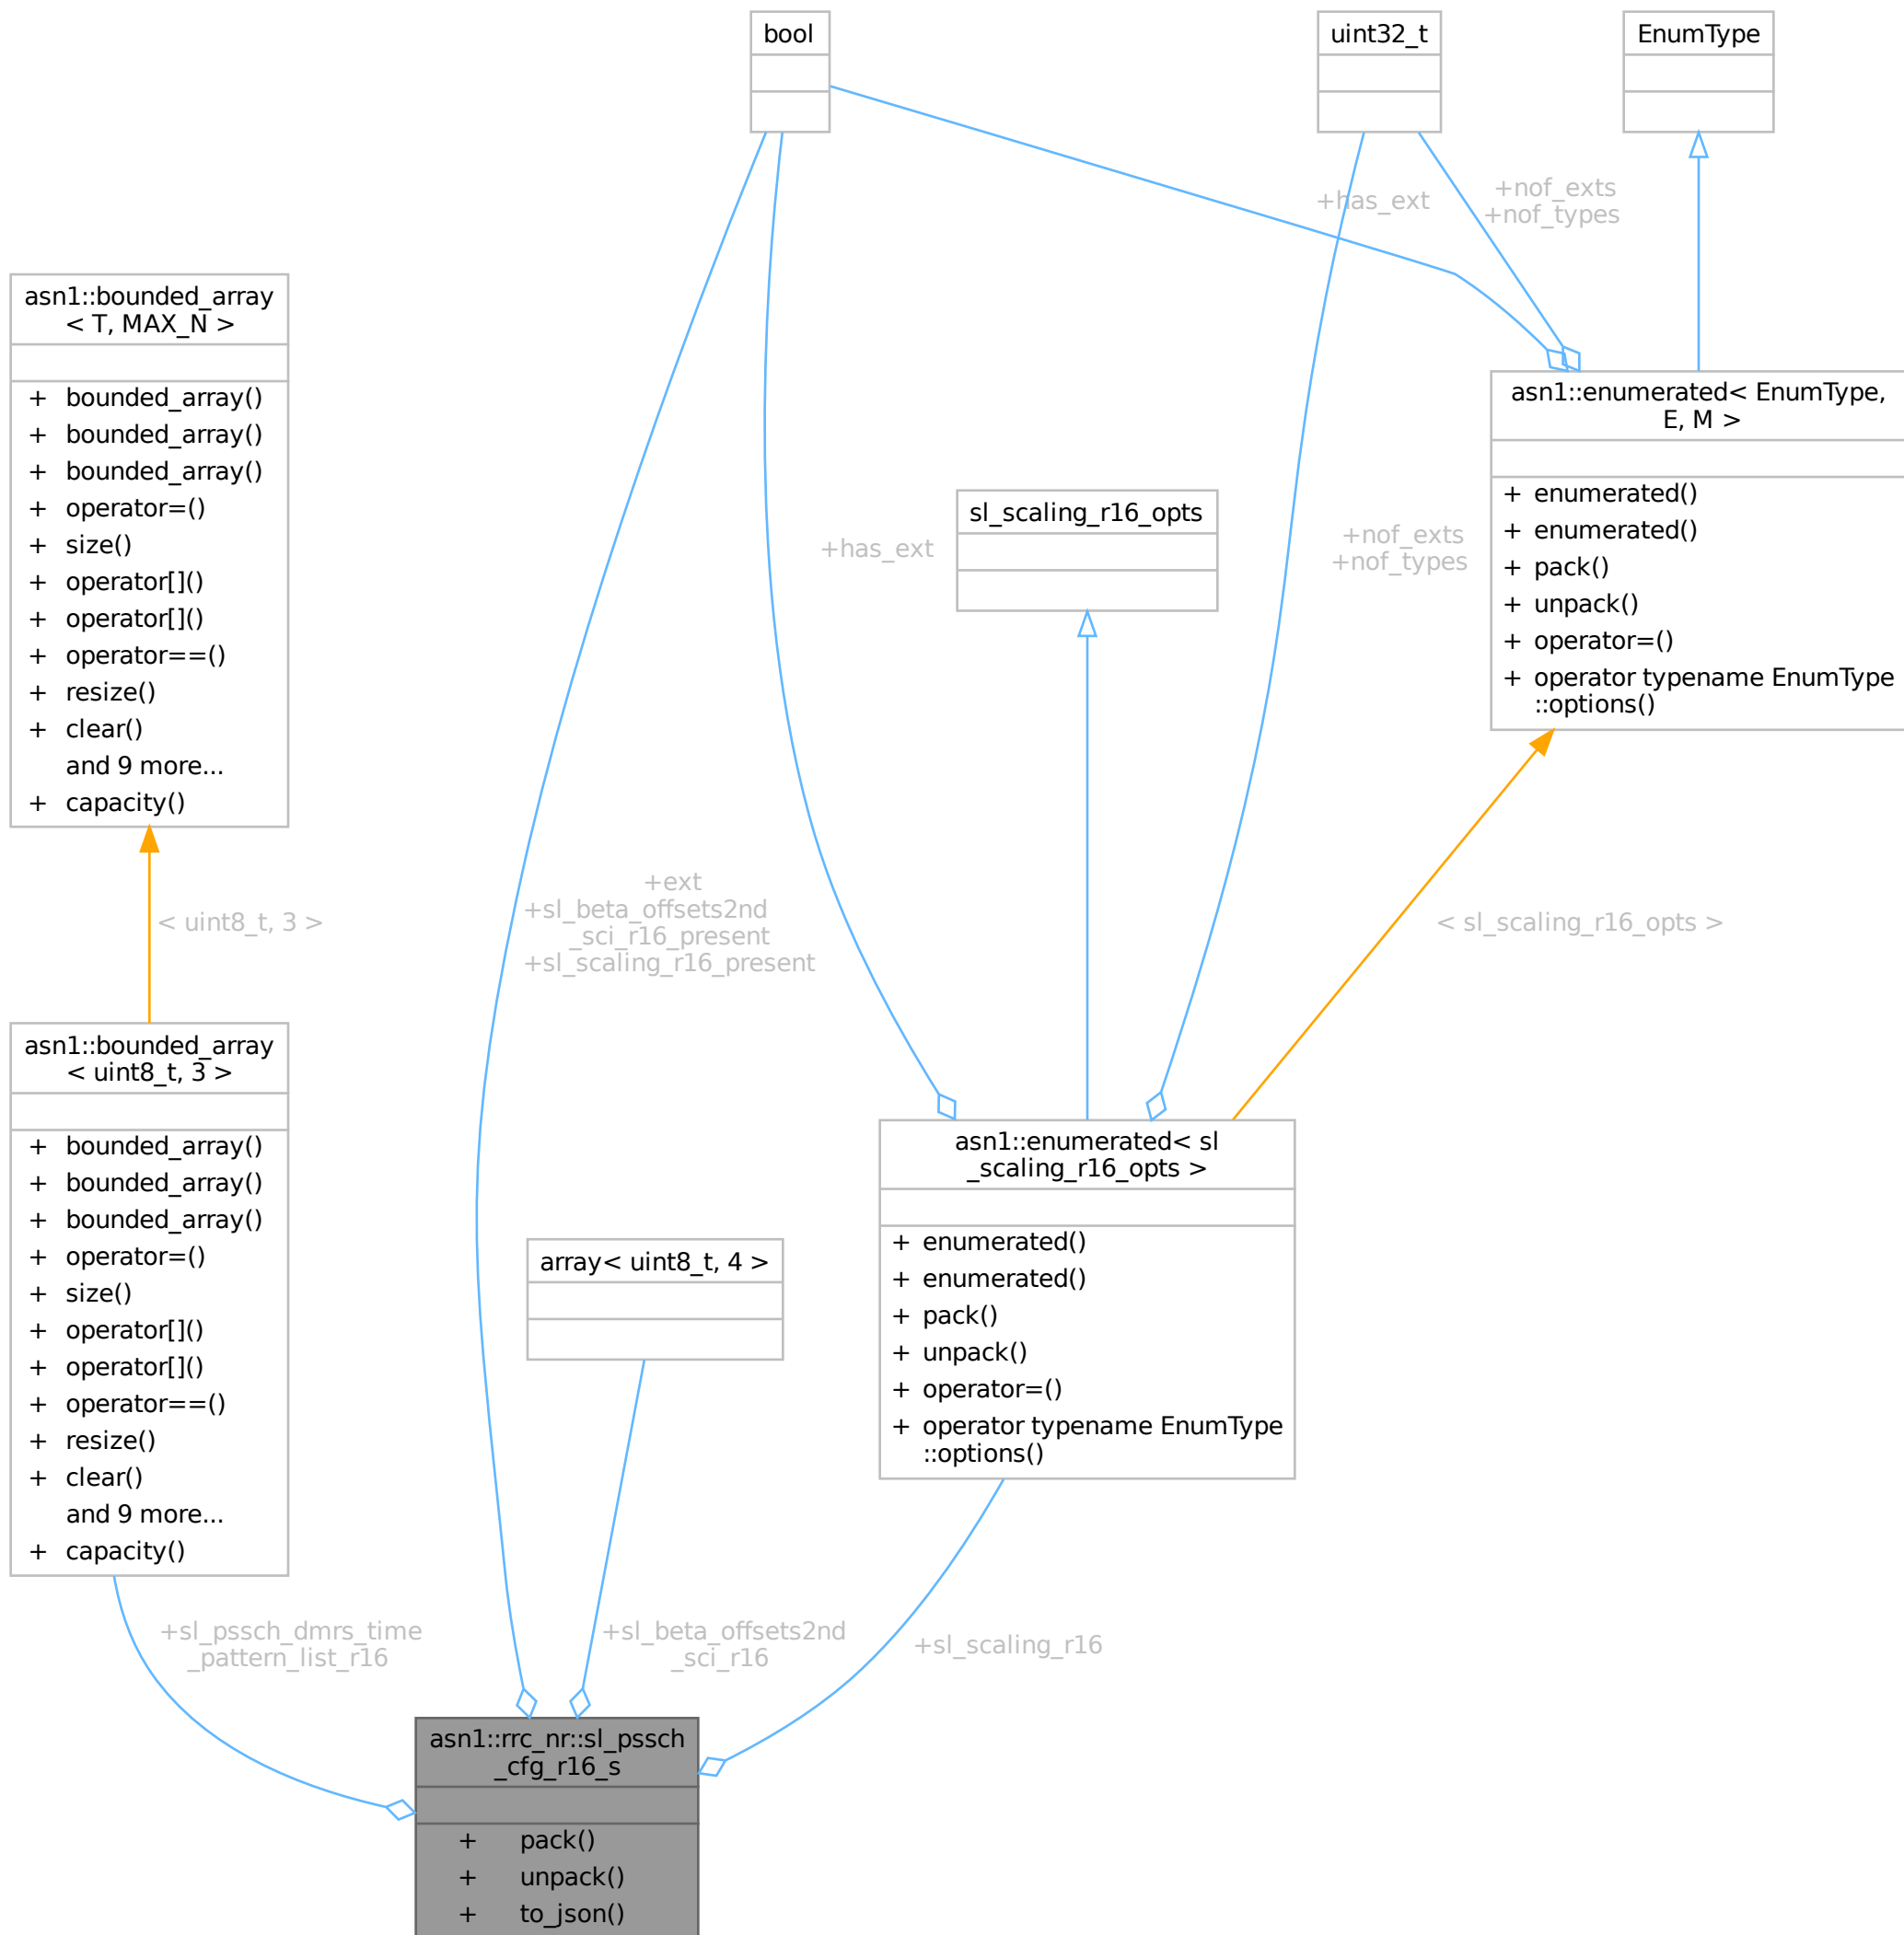 bool
uint32_t
EnumType
+has_ext
+nof_exts
+nof_types
asn1::bounded_array
< T, MAX_N >
+ bounded_array()
+ bounded_array()
+ bounded_array()
+ operator=()
+ size()
+ operator[]()
+ operator[]()
+ operator==()
+ resize()
+ clear()
and 9 more...
+ capacity()
asn1::enumerated< EnumType,
E, M >
+ enumerated()
+ enumerated()
+ pack()
+ unpack()
+ operator=()
+ operator typename EnumType
::options()
sl_scaling_r16_opts
+has_ext
+nof_exts
+nof_types
+ext
+sl_beta_offsets2nd
_sci_r16_present
+sl_scaling_r16_present
< uint8_t, 3 >
< sl_scaling_r16_opts >
asn1::bounded_array
< uint8_t, 3 >
+ bounded_array()
+ bounded_array()
+ bounded_array()
+ operator=()
+ size()
+ operator[]()
+ operator[]()
+ operator==()
+ resize()
+ clear()
and 9 more...
+ capacity()
array< uint8_t, 4 >
asn1::enumerated< sl
_scaling_r16_opts >
+ enumerated()
+ enumerated()
+ pack()
+ unpack()
+ operator=()
+ operator typename EnumType
::options()
+sl_pssch_dmrs_time
_pattern_list_r16
+sl_beta_offsets2nd
_sci_r16
+sl_scaling_r16
asn1::rrc_nr::sl_pssch
_cfg_r16_s
+ pack()
+ unpack()
+ to_json()